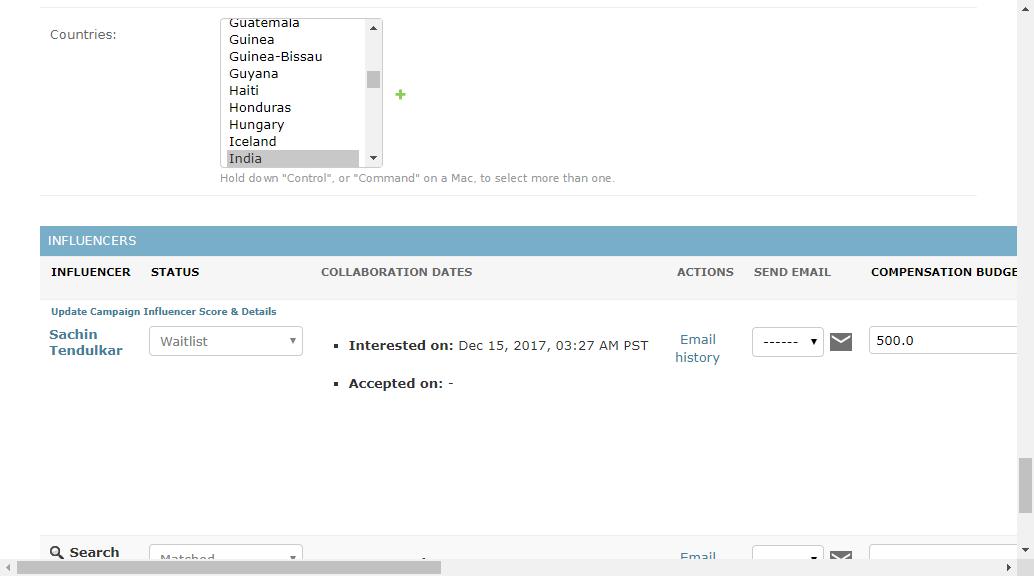 Guatemala
Countries:
Guinea
Guinea-Bissau
Guyana
Haiti
Honduras
Hungary
Iceland
India
Hold down "Control", or "Command" on a Mac, to select more than one.
INFLUENCERS
INFLUENCER STATUS COLLABORATION DATES ACTIONS SEND EMAIL COMPENSATION BUDGE
Update Campaign Influencer Score & Details
Sachin Tendulkar
Waitlist
Interested on: Dec 15, 2017, 03:27 AM PST
Accepted on: -
Email history
------
500.0
Search Matched Email